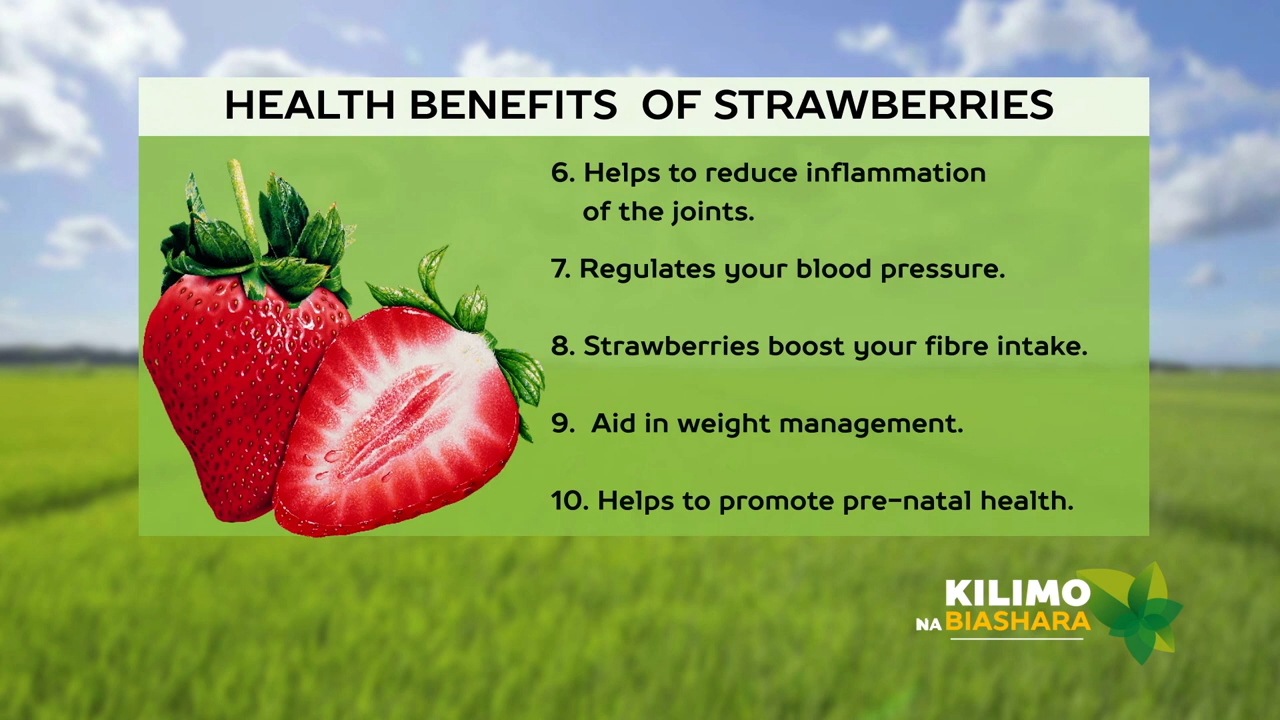 HEALTH BENEFITS OF STRAWBERRIES
6. Helps to reduce inflammation
of the joints.
7. Regulates your blood pressure.
8. Strawberries boost your fibre intake.
9. Aid in weight management.
10. Helps to promote pre-natal health.
KILIMO
NA BIASHARA